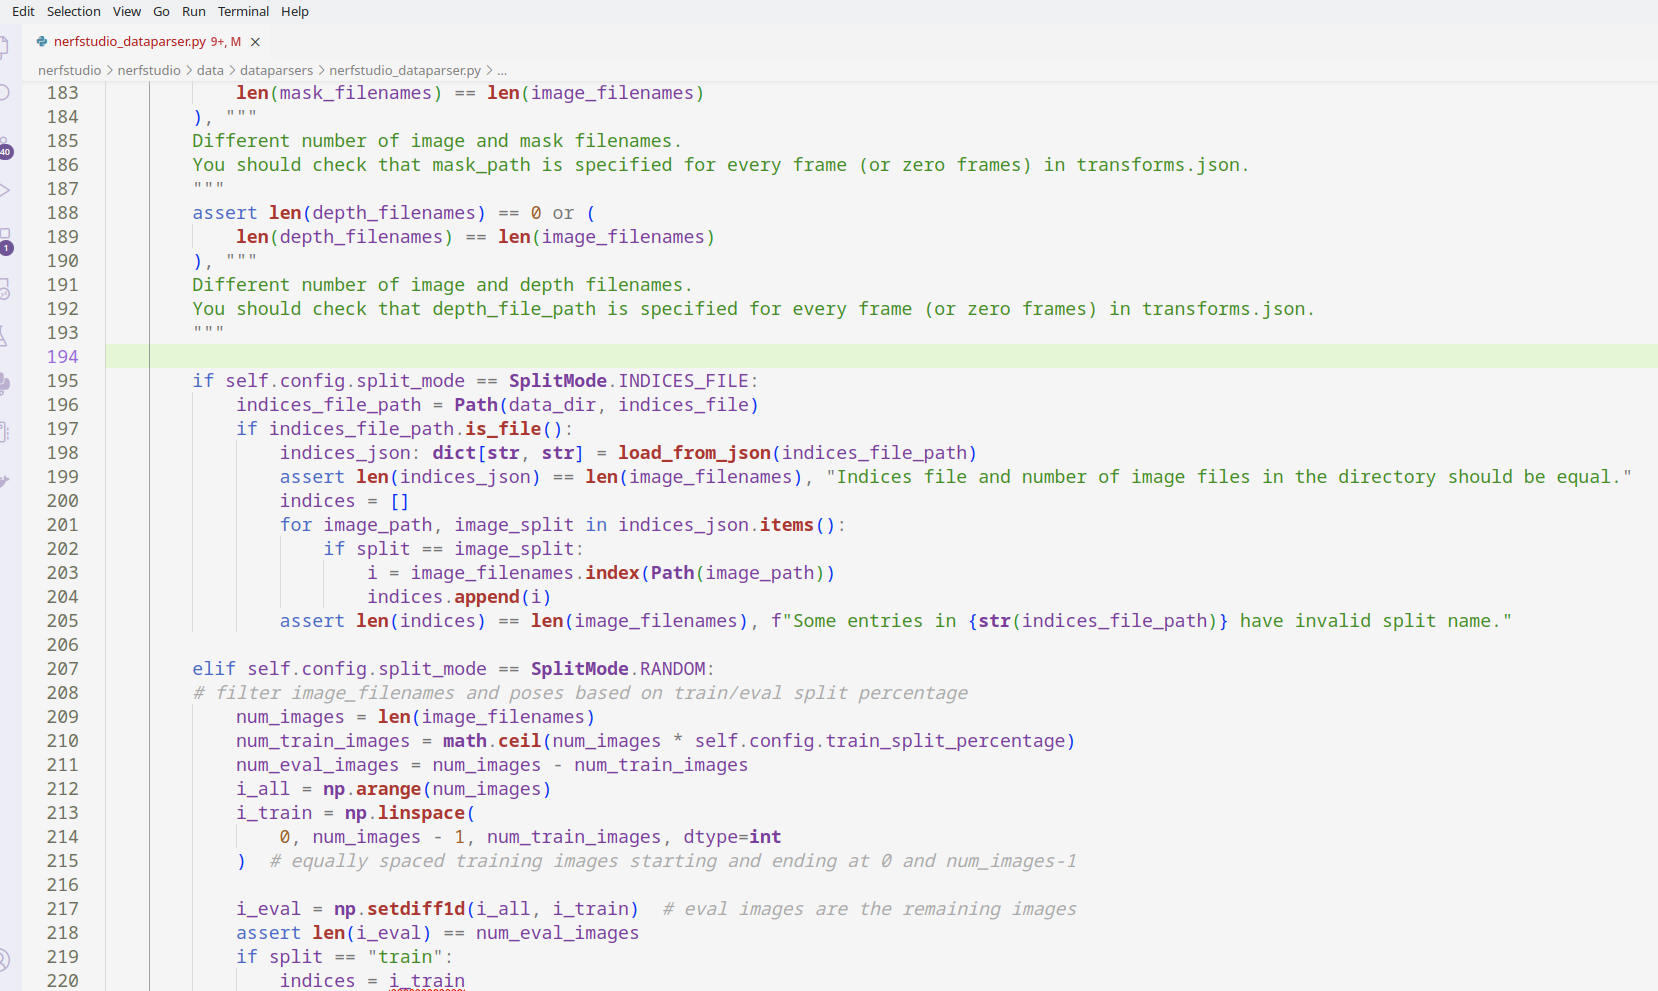 Edit Selection View Go Run Terminal Help
nerfstudio_dataparser.py 9+, M
nerfstudio > nerfstudio > data > dataparsers > nerfstudio_dataparser.py > ...
183 len(mask_filenames) == len(image_filenames)
184 ), """
185 Different number of image and mask filenames.
186 You should check that mask_path is specified for every frame (or zero frames) in transforms.json.
187 """
188 assert len(depth_filenames) == 0 or (
189 len(depth_filenames) == len(image_filenames)
190 ), """
191 Different number of image and depth filenames.
192 You should check that depth_file_path is specified for every frame (or zero frames) in transforms.json.
193 """
194
195 if self.config.split_mode == SplitMode.INDICES_FILE:
196 indices_file_path = Path(data_dir, indices_file)
197 if indices_file_path.is_file():
198 indices_json: dict[str, str] = load_from_json(indices_file_path)
199 assert len(indices_json) == len(image_filenames), "Indices file and number of image files in the directory should be equal."
200 indices = []
201 for image_path, image_split in indices_json.items():
202 if split == image_split:
203 i = image_filenames.index(Path(image_path))
204 indices.append(i)
205 assert len(indices) == len(image_filenames), f"Some entries in {str(indices_file_path)} have invalid split name."
206
207 elif self.config.split_mode == SplitMode.RANDOM:
208 # filter image_filenames and poses based on train/eval split percentage
209 num_images = len(image_filenames)
210 num_train_images = math.ceil(num_images * self.config.train_split_percentage)
211 num_eval_images = num_images - num_train_images
212 i_all = np.arange(num_images)
213 i_train = np.linspace(
214 0, num_images - 1, num_train_images, dtype=int
215 ) # equally spaced training images starting and ending at 0 and num_images-1
216
217 i_eval = np.setdiff1d(i_all, i_train) # eval images are the remaining images
218 assert len(i_eval) == num_eval_images
219 if split == "train":
220 indices = i_train
40
1